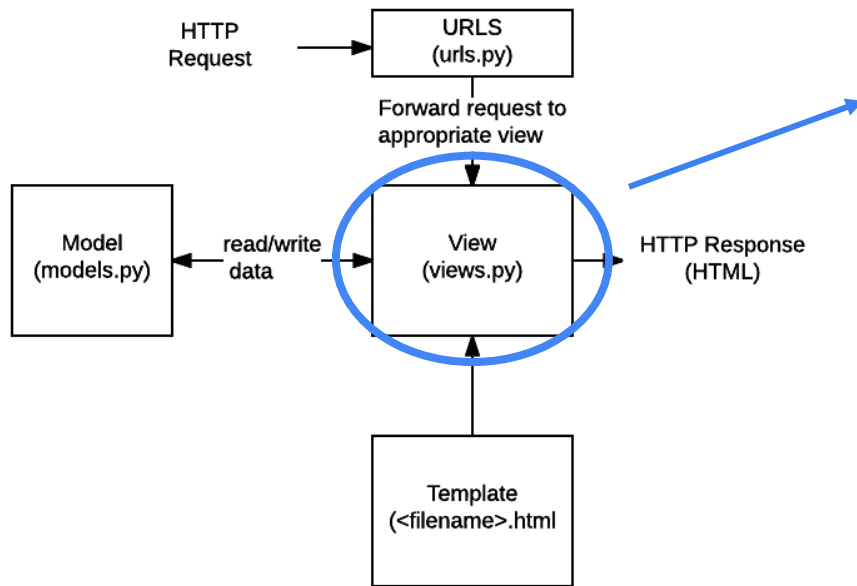 HTTP
Request
URLS
(urls.py)
Forward request to
appropriate view
Model
(models.py)
read/write
data
View
(views.py)
HTTP Response
(HTML)
Template
(<filename>.html